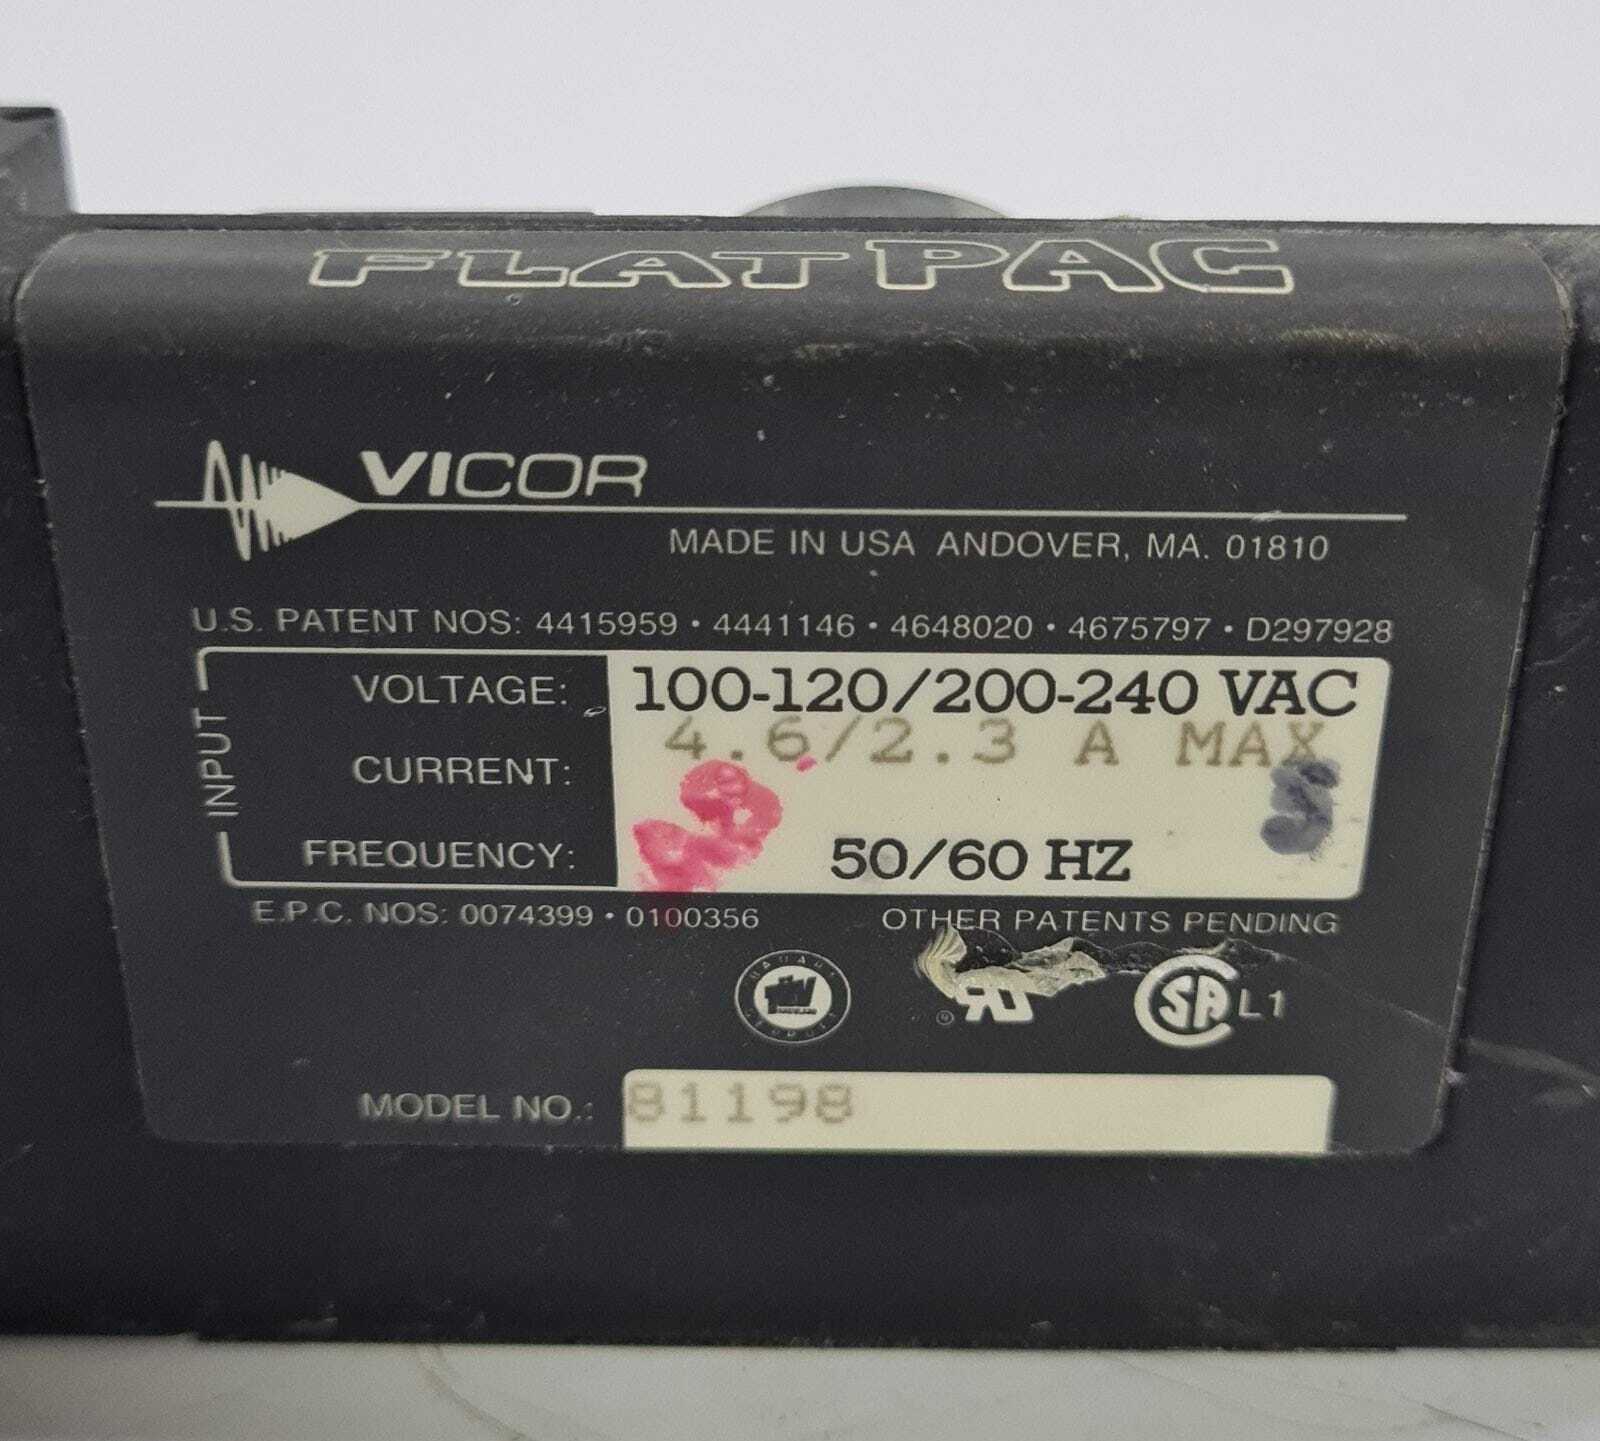 FLATPAC
VICOR
MADE IN USA ANDOVER, MA. 01810
U.S. PATENT NOS: 4415959 • 4441146 • 4648020 • 4675797 • D297928
INPUT
VOLTAGE: 100-120/200-240 VAC
CURRENT: 4.6/2.3 A MAX
FREQUENCY: 50/60 HZ
E.P.C. NOS: 0074399 • 0100356 OTHER PATENTS PENDING
SA L1
MODEL NO.: 81198